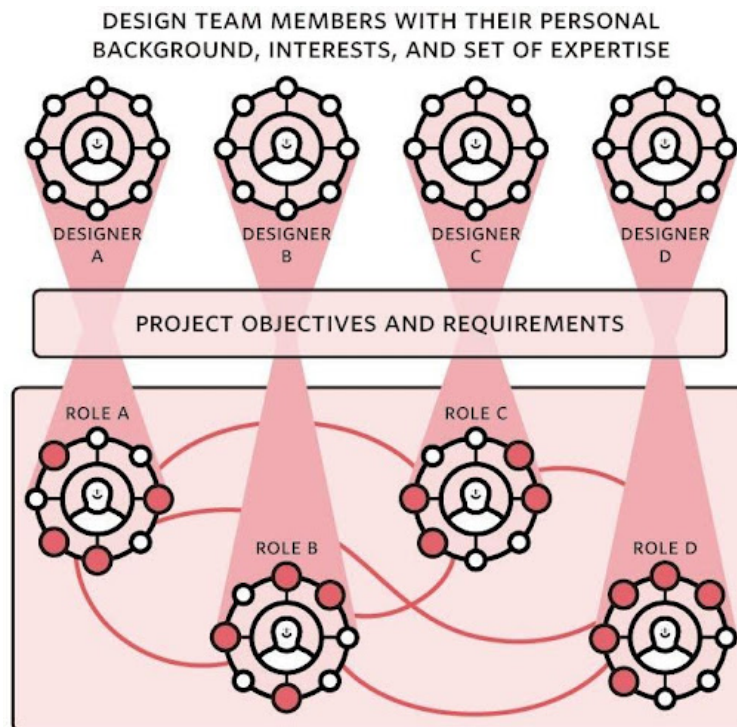 DESIGN TEAM MEMBERS WITH THEIR PERSONAL
BACKGROUND, INTERESTS, AND SET OF EXPERTISE
DESIGNER
A
DESIGNER
B
DESIGNER
C
DESIGNER
D
PROJECT OBJECTIVES AND REQUIREMENTS
ROLE A
ROLE C
ROLE B
ROLE D